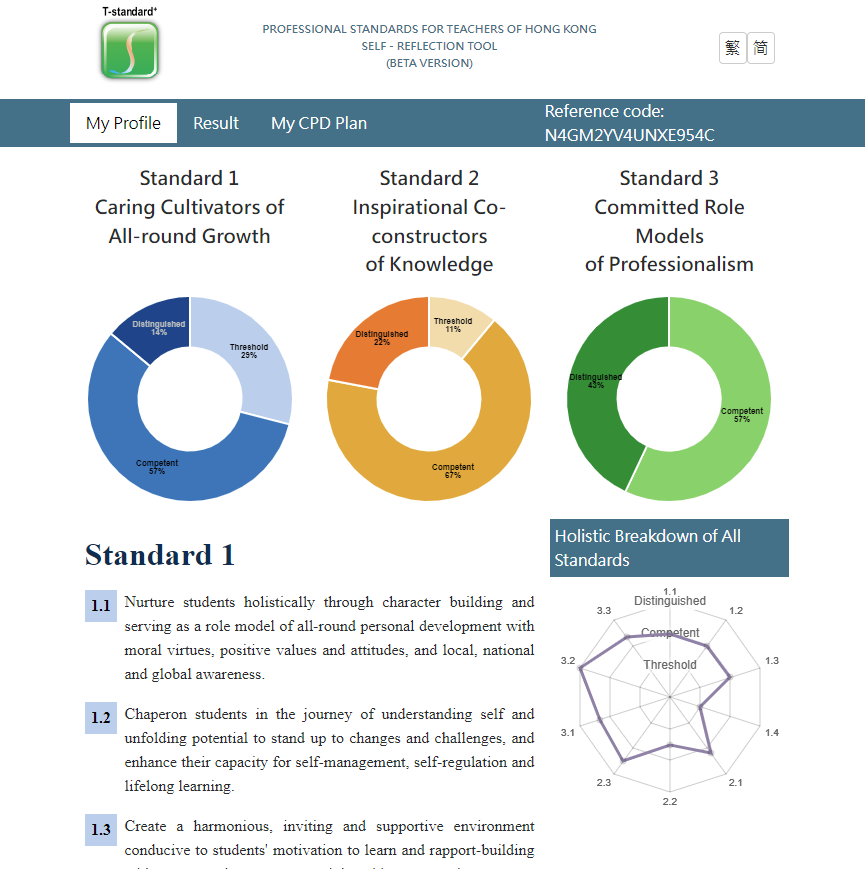 T-standard+
PROFESSIONAL STANDARDS FOR TEACHERS OF HONG KONG
SELF - REFLECTION TOOL
(BETA VERSION)
繁 简
My Profile Result My CPD Plan
Reference code:
N4GM2YV4UNXE954C
Standard 1
Caring Cultivators of
All-round Growth
Standard 2
Inspirational Co-
constructors
of Knowledge
Standard 3
Committed Role
Models
of Professionalism
Distinguished
14%
Threshold
29%
Competent
57%
Threshold
11%
Distinguished
22%
Competent
67%
Distinguished
43%
Competent
57%
Standard 1
1.1 Nurture students holistically through character building and
serving as a role model of all-round personal development with
moral virtues, positive values and attitudes, and local, national
and global awareness.
1.2 Chaperon students in the journey of understanding self and
unfolding potential to stand up to changes and challenges, and
enhance their capacity for self-management, self-regulation and
lifelong learning.
1.3 Create a harmonious, inviting and supportive environment
conducive to students' motivation to learn and rapport-building
Holistic Breakdown of All
Standards
1.1
Distinguished
3.3
1.2
Competent
3.2
1.3
Threshold
3.1
1.4
2.3
2.1
2.2